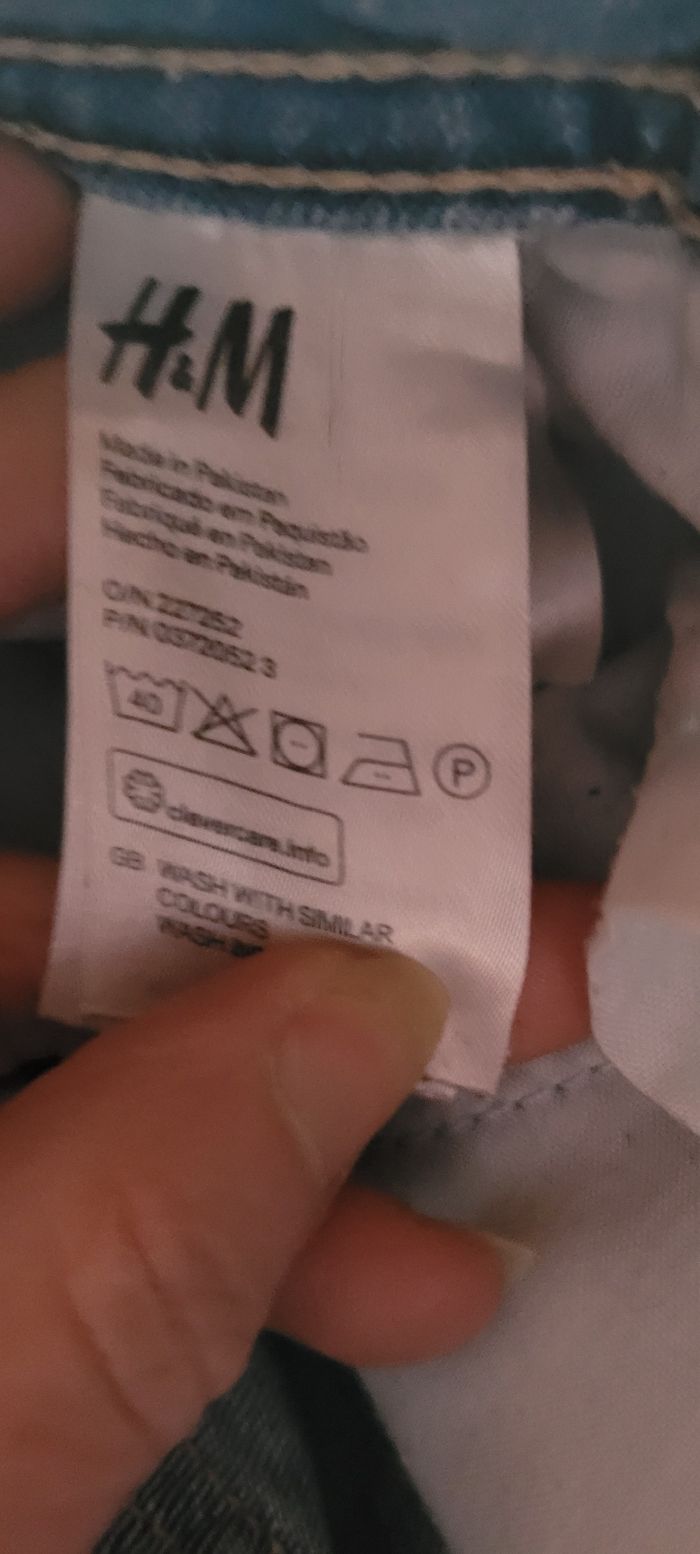 H&M
Made in Pakistan
Fabricado em Paquistão
Fabriqué en Pakistan
Hecho en Pakistán
O/N 227252
P/N 0372052 3
40
P
clevercare.info
GB WASH WITH SIMILAR
COLOURS
WASH